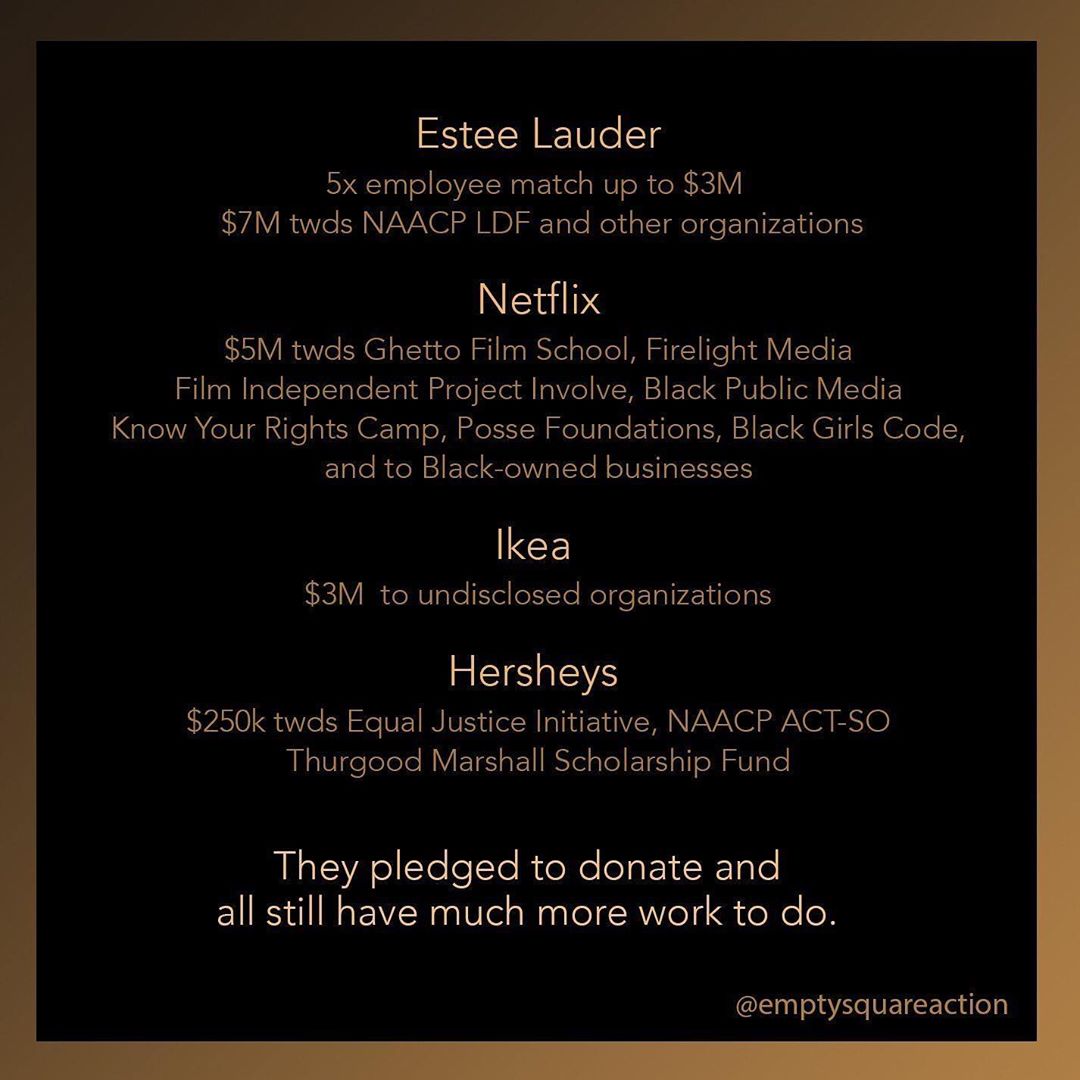 Estee Lauder
5x employee match up to $3M
$7M twds NAACP LDF and other organizations
Netflix
$5M twds Ghetto Film School, Firelight Media
Film Independent Project Involve, Black Public Media
Know Your Rights Camp, Posse Foundations, Black Girls Code,
and to Black-owned businesses
Ikea
$3M to undisclosed organizations
Hersheys
$250k twds Equal Justice Initiative, NAACP ACT-SO
Thurgood Marshall Scholarship Fund
They pledged to donate and
all still have much more work to do.
@emptysquareaction